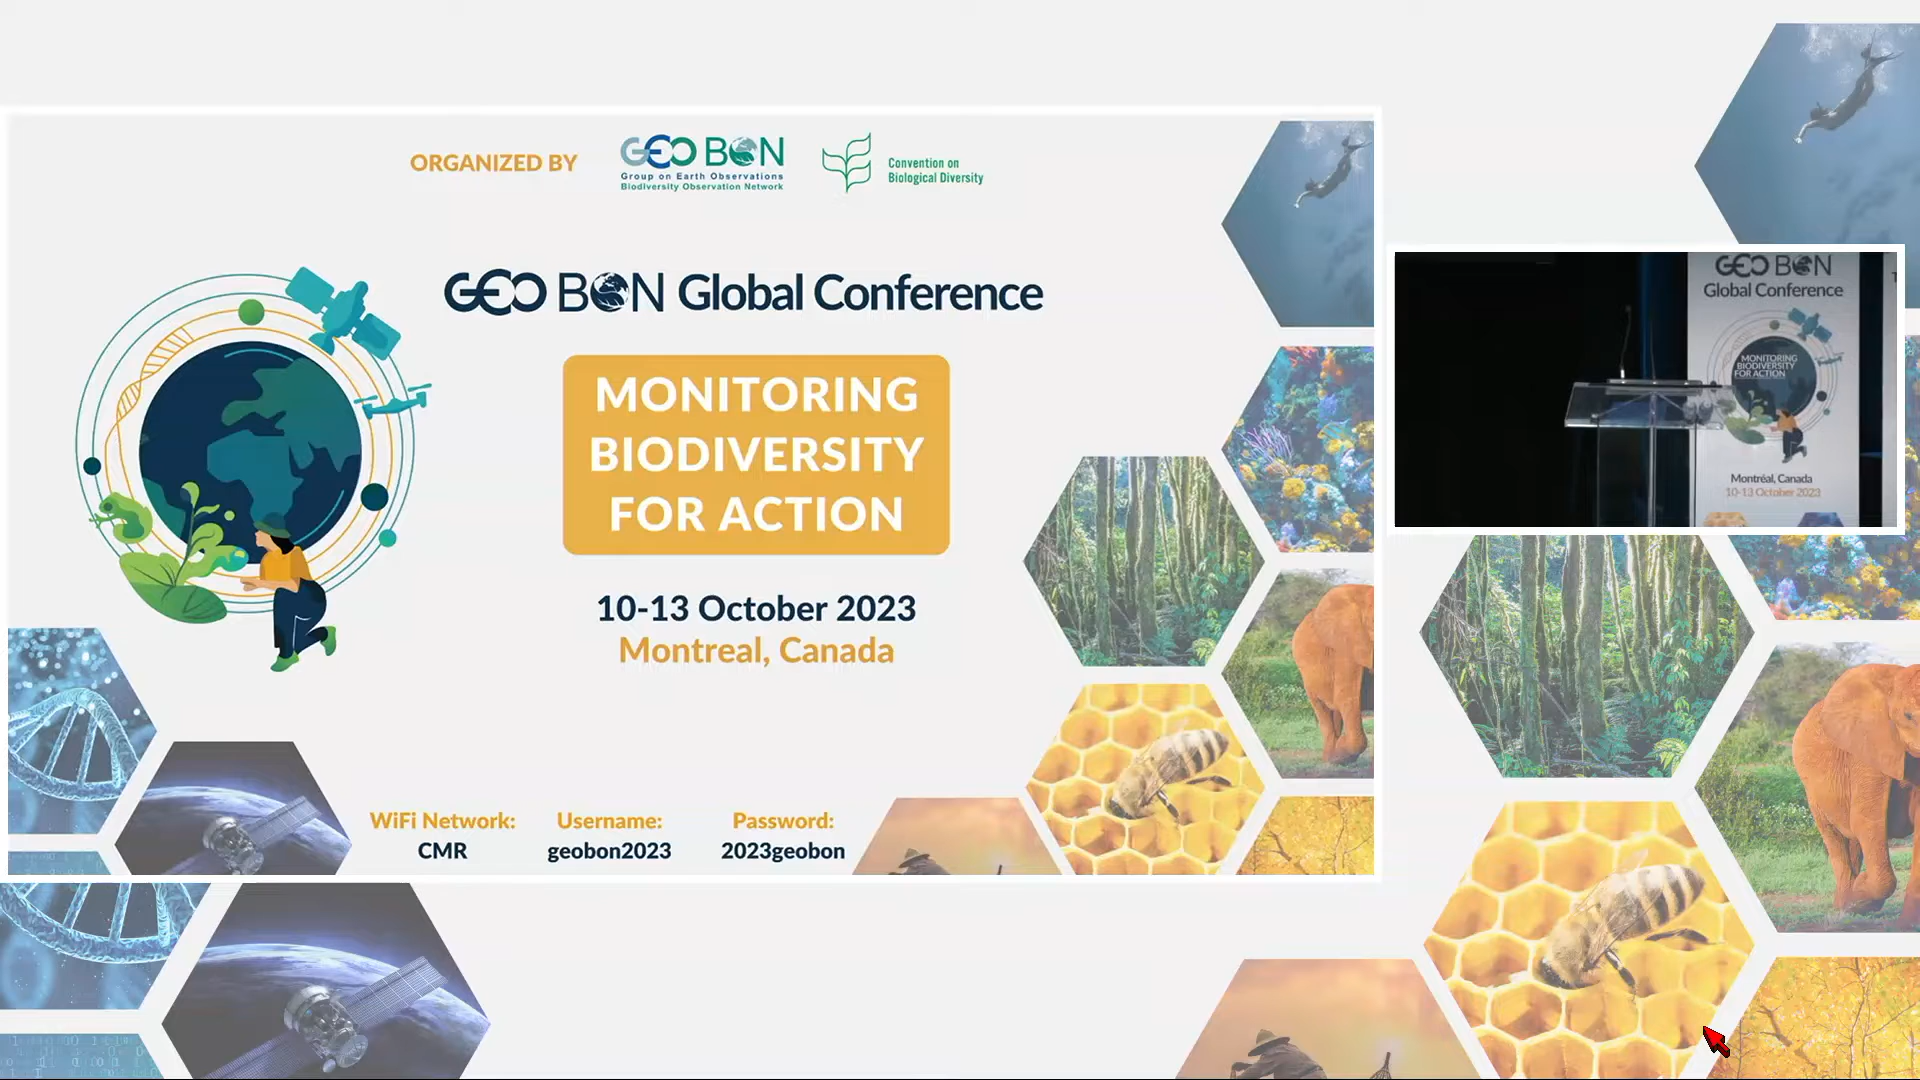 ORGANIZED BY
GEO BON
Group on Earth Observations
Biodiversity Observation Network
Convention on
Biological Diversity
GEO BON Global Conference
MONITORING
BIODIVERSITY
FOR ACTION
10-13 October 2023
Montreal, Canada
WiFi Network:
CMR
Username:
geobon2023
Password:
2023geobon
GEO BON
Global Conference
MONITORING
BIODIVERSITY
FOR ACTION
Montréal, Canada
10-13 October 2023